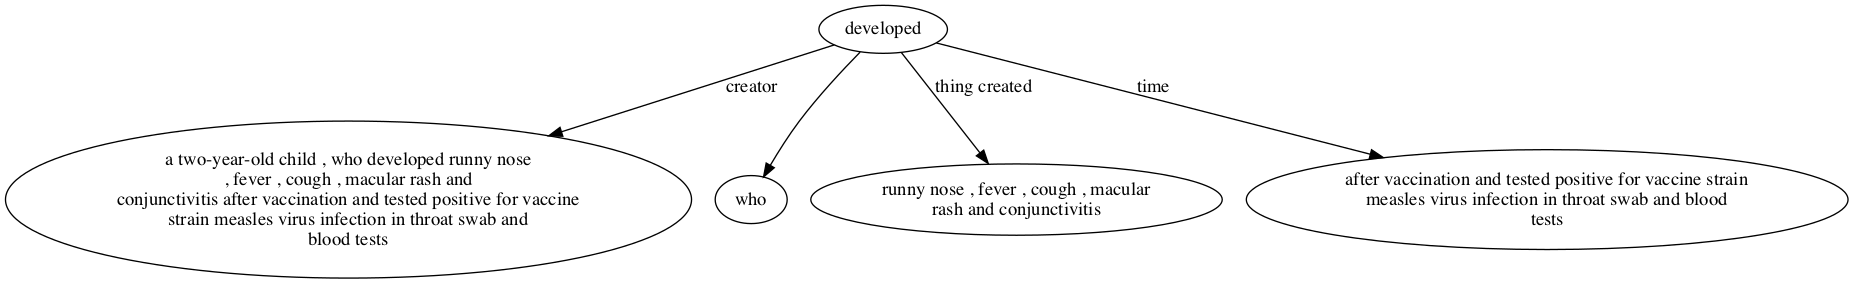 developed
creator
thing created
time
a two-year-old child , who developed runny nose
, fever , cough , macular rash and
conjunctivitis after vaccination and tested positive for vaccine
strain measles virus infection in throat swab and
blood tests
who
runny nose , fever , cough , macular
rash and conjunctivitis
after vaccination and tested positive for vaccine strain
measles virus infection in throat swab and blood
tests